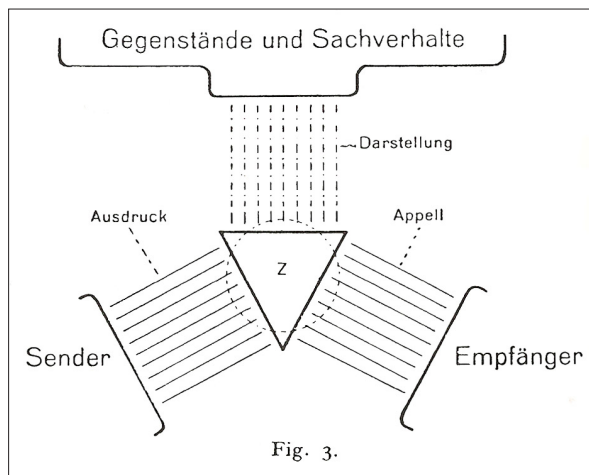 Gegenstände und Sachverhalte
Darstellung
Ausdruck
Appell
Z
Sender
Empfänger
Fig. 3.